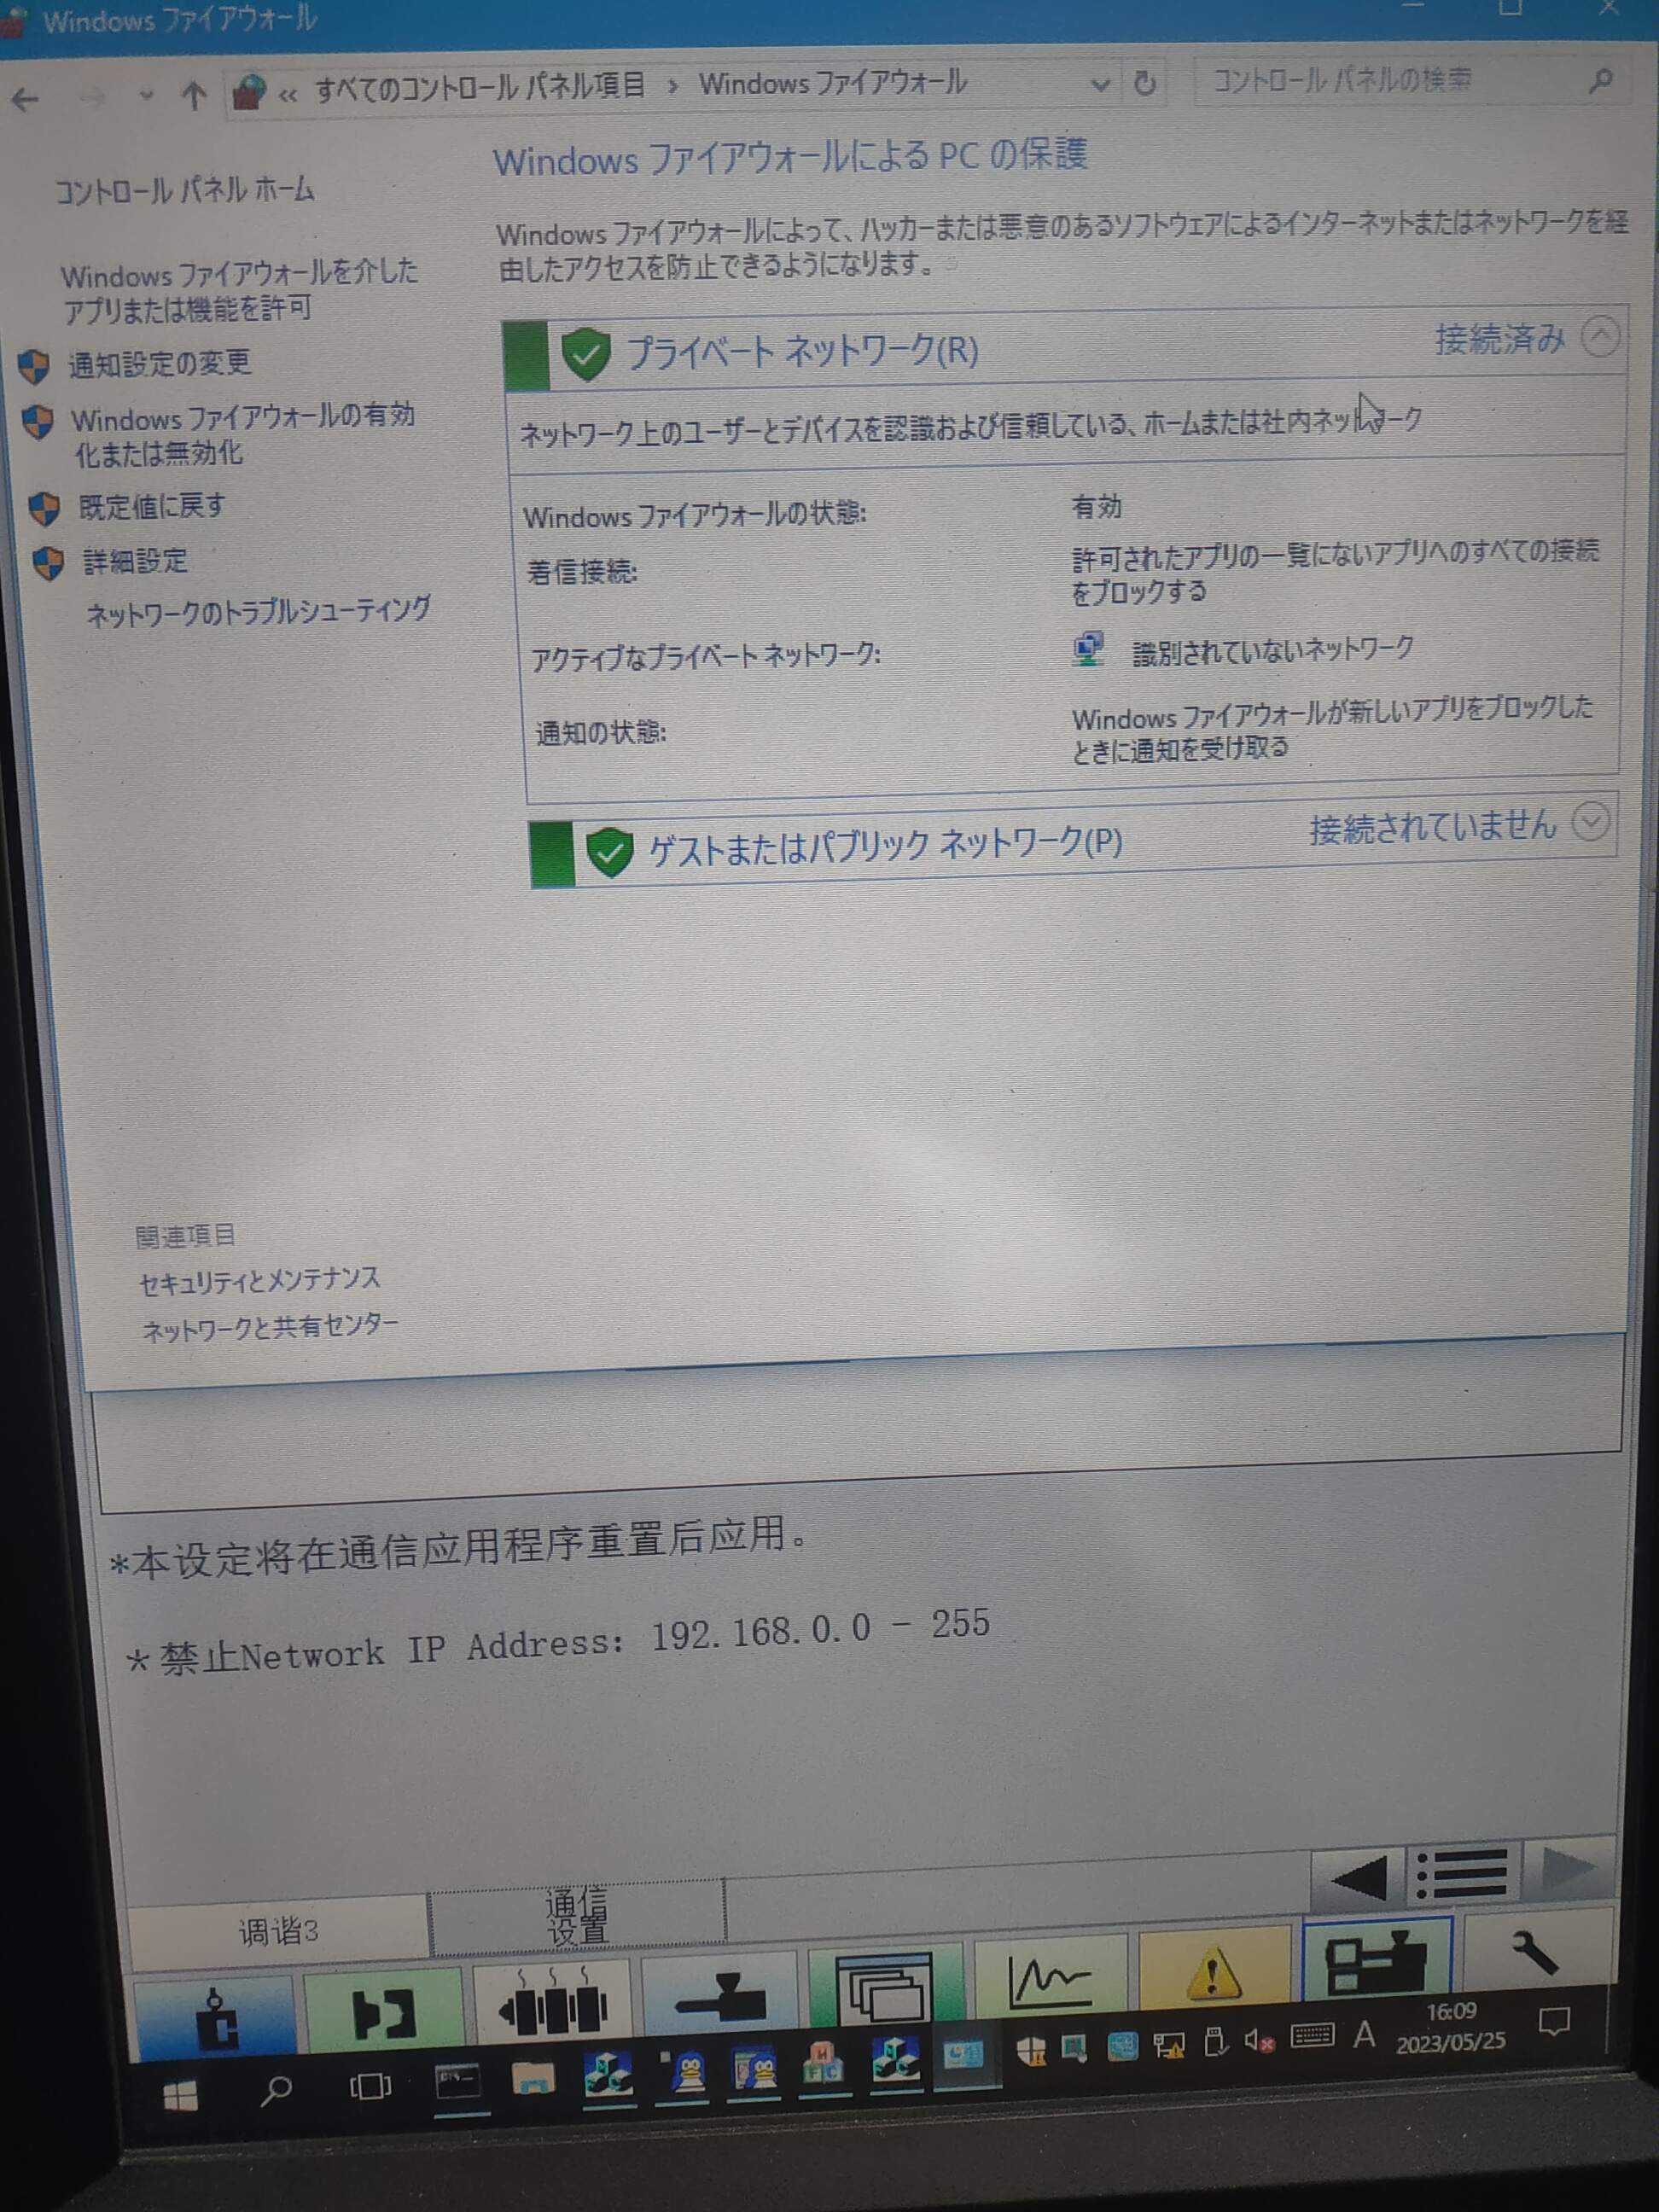 Windows ファイアウォール
« すべてのコントロール パネル項目 › Windows ファイアウォール
コントロール パネルの検索
コントロール パネル ホーム
Windows ファイアウォールを介した
アプリまたは機能を許可
通知設定の変更
Windows ファイアウォールの有効
化または無効化
既定値に戻す
詳細設定
ネットワークのトラブルシューティング
Windows ファイアウォールによる PC の保護
Windows ファイアウォールによって、ハッカーまたは悪意のあるソフトウェアによるインターネットまたはネットワークを経
由したアクセスを防止できるようになります。
プライベート ネットワーク(R) 接続済み
ネットワーク上のユーザーとデバイスを認識および信頼している、ホームまたは社内ネットワーク
Windows ファイアウォールの状態: 有効
着信接続: 許可されたアプリの一覧にないアプリへのすべての接続
をブロックする
アクティブなプライベート ネットワーク: 識別されていないネットワーク
通知の状態: Windows ファイアウォールが新しいアプリをブロックした
ときに通知を受け取る
ゲストまたはパブリック ネットワーク(P) 接続されていません
関連項目
セキュリティとメンテナンス
ネットワークと共有センター
*本设定将在通信应用程序重置后应用。
*禁止Network IP Address: 192.168.0.0 - 255
调谐3
通信
设置
A
16:09
2023/05/25